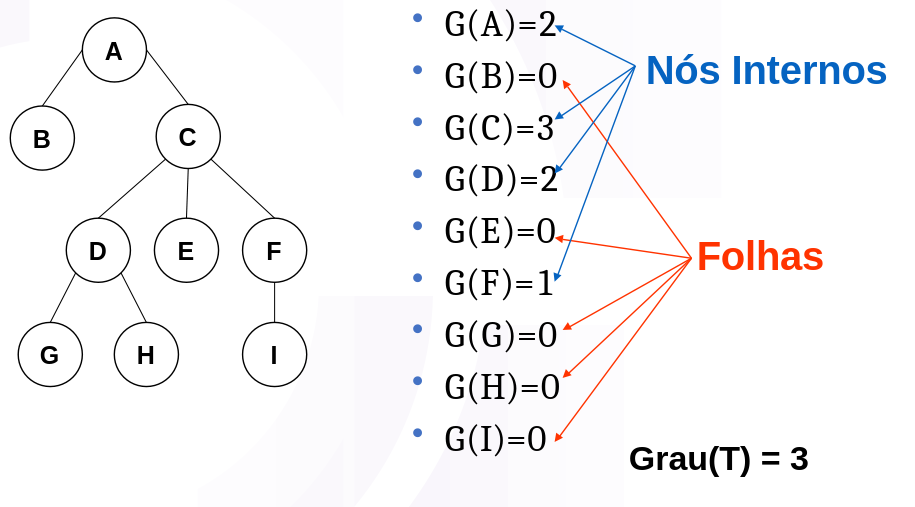 A
B
C
D
E
F
G
H
I
• G(A)=2
• G(B)=0
• G(C)=3
• G(D)=2
• G(E)=0
• G(F)=1
• G(G)=0
• G(H)=0
• G(I)=0
Nós Internos
Folhas
Grau(T) = 3